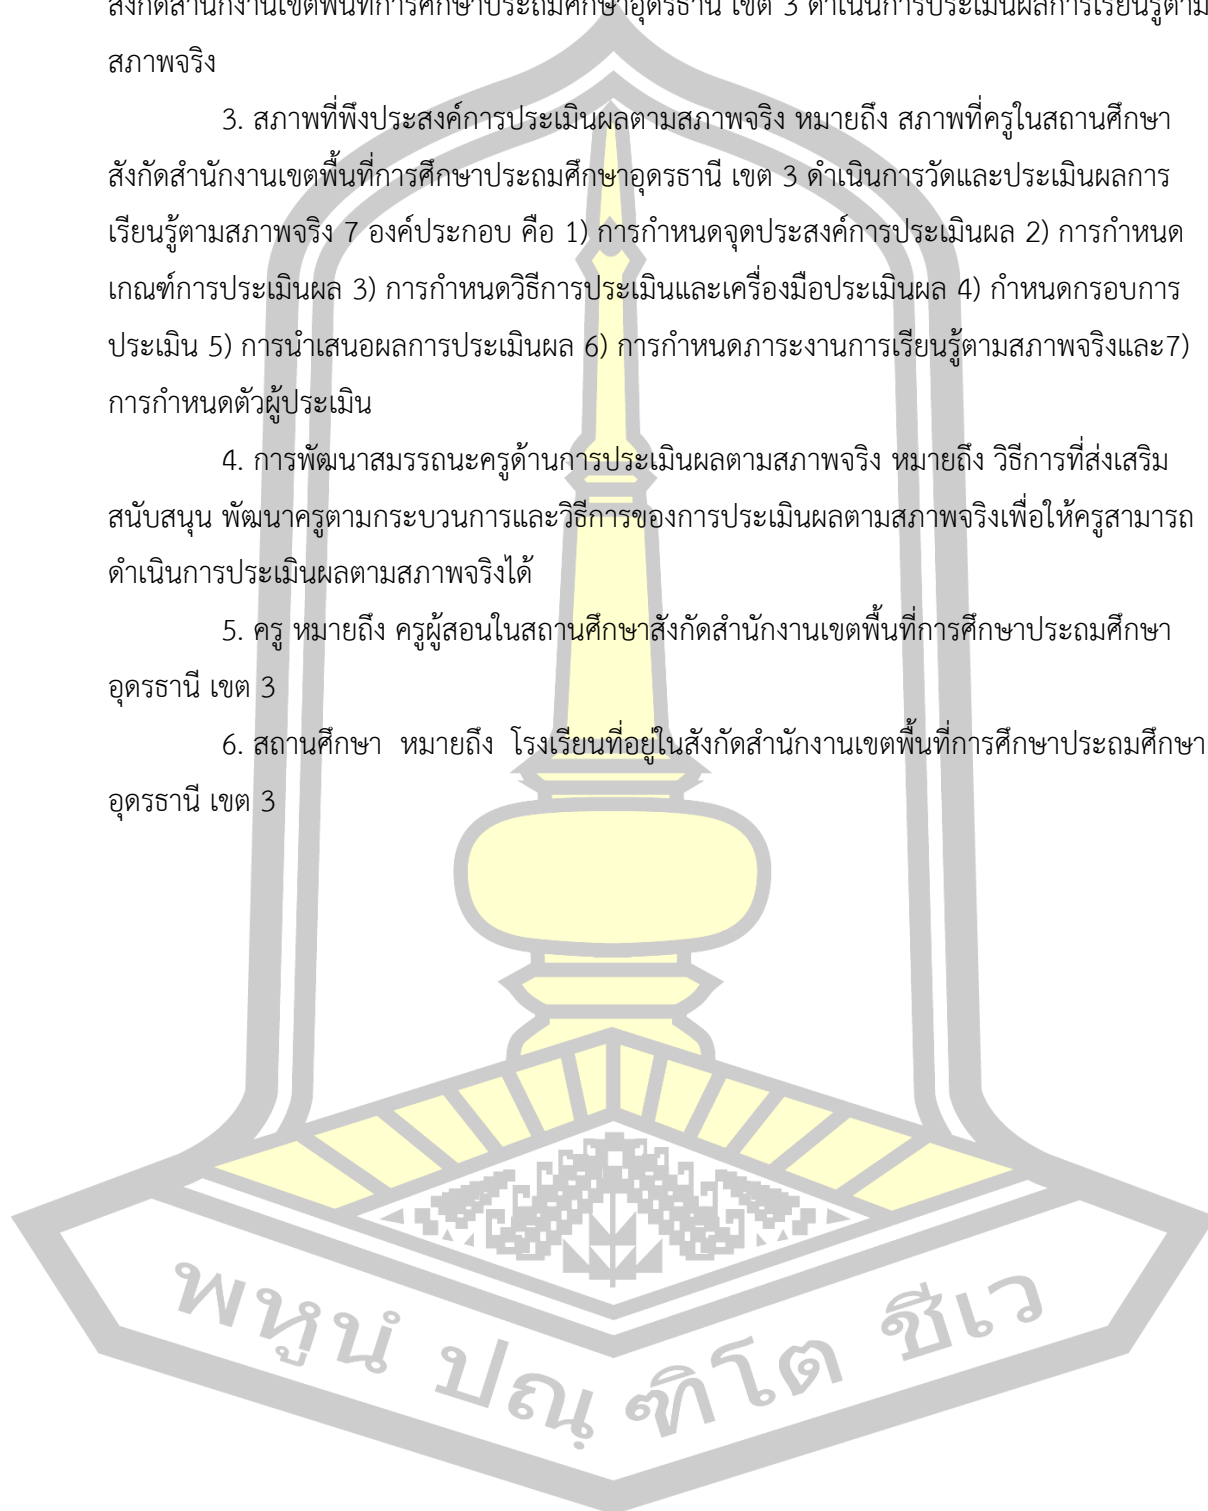 สังกัดสำนักงานเขตพื้นที่การศึกษาประถมศึกษาอุดรธานี เขต 3 ดำเนินการประเมินผลการเรียนรู้ตาม
สภาพจริง
3. สภาพที่พึงประสงค์การประเมินผลตามสภาพจริง หมายถึง สภาพที่ครูในสถานศึกษา
สังกัดสำนักงานเขตพื้นที่การศึกษาประถมศึกษาอุดรธานี เขต 3 ดำเนินการวัดและประเมินผลการ
เรียนรู้ตามสภาพจริง 7 องค์ประกอบ คือ 1) การกำหนดจุดประสงค์การประเมินผล 2) การกำหนด
เกณฑ์การประเมินผล 3) การกำหนดวิธีการประเมินและเครื่องมือประเมินผล 4) กำหนดกรอบการ
ประเมิน 5) การนำเสนอผลการประเมินผล 6) การกำหนดภาระงานการเรียนรู้ตามสภาพจริงและ7)
การกำหนดตัวผู้ประเมิน
4. การพัฒนาสมรรถนะครูด้านการประเมินผลตามสภาพจริง หมายถึง วิธีการที่ส่งเสริม
สนับสนุน พัฒนาครูตามกระบวนการและวิธีการของการประเมินผลตามสภาพจริงเพื่อให้ครูสามารถ
ดำเนินการประเมินผลตามสภาพจริงได้
5. ครู หมายถึง ครูผู้สอนในสถานศึกษาสังกัดสำนักงานเขตพื้นที่การศึกษาประถมศึกษา
อุดรธานี เขต 3
6. สถานศึกษา หมายถึง โรงเรียนที่อยู่ในสังกัดสำนักงานเขตพื้นที่การศึกษาประถมศึกษา
อุดรธานี เขต 3
พหูนํ ปณฺ ฑิโต ชีเว